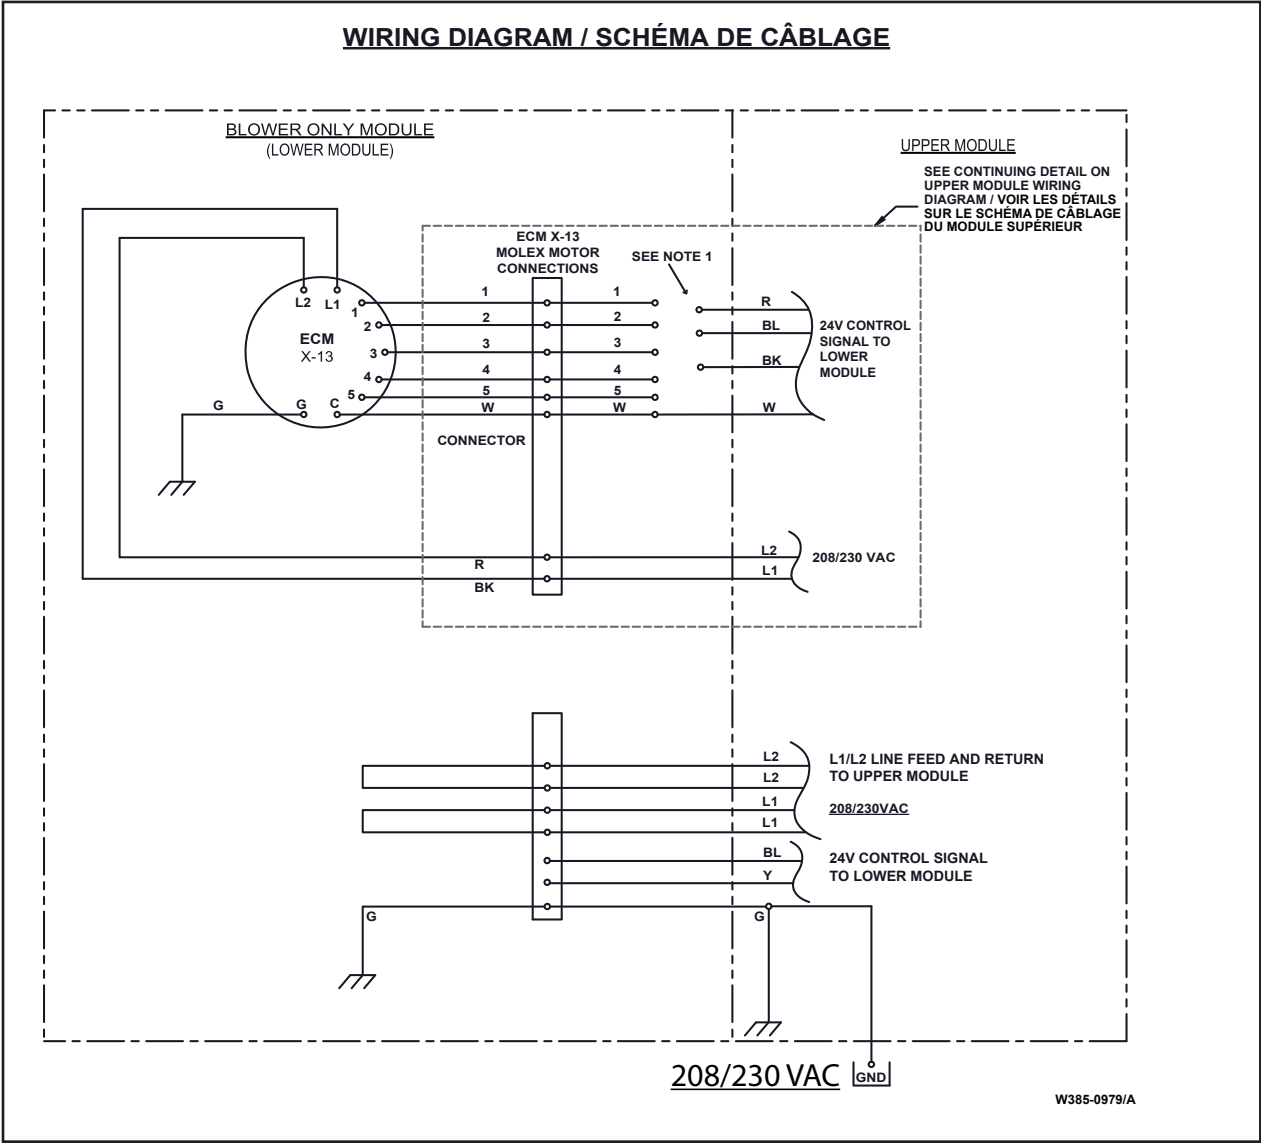 WIRING DIAGRAM / SCHÉMA DE CÂBLAGE
BLOWER ONLY MODULE
(LOWER MODULE)
UPPER MODULE
SEE CONTINUING DETAIL ON
UPPER MODULE WIRING
DIAGRAM / VOIR LES DÉTAILS
SUR LE SCHÉMA DE CÂBLAGE
DU MODULE SUPÉRIEUR
ECM X-13
MOLEX MOTOR
CONNECTIONS
SEE NOTE 1
L2 L1
ECM
X-13
1
2
3
4
5
G C
G
1 1
2 2
3 3
4 4
5 5
W W
R
BL
BK
W
24V CONTROL
SIGNAL TO
LOWER
MODULE
CONNECTOR
R
BK
L2
L1
208/230 VAC
L2
L2
L1
L1
L1/L2 LINE FEED AND RETURN
TO UPPER MODULE
208/230VAC
BL
Y
24V CONTROL SIGNAL
TO LOWER MODULE
G
G
208/230 VAC
GND
W385-0979/A